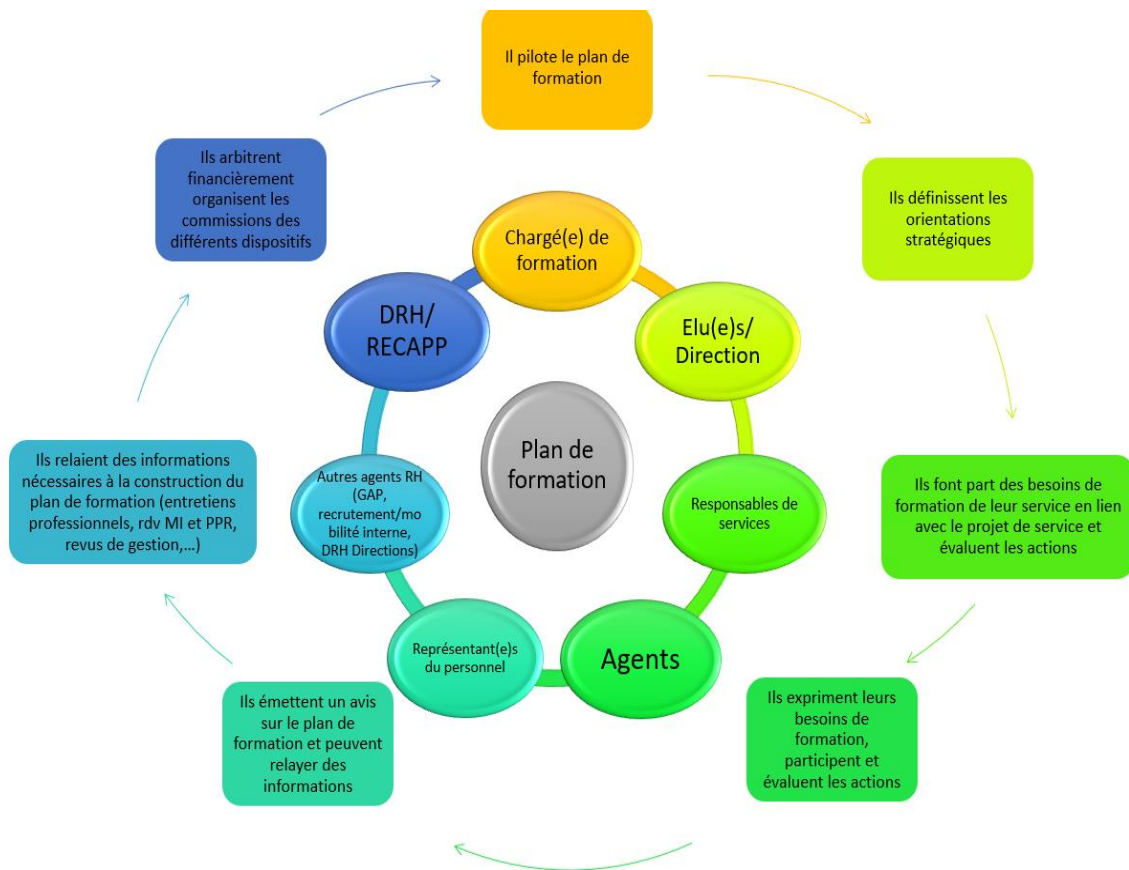 Il pilote le plan de
formation
Ils définissent les
orientations
stratégiques
Ils font part des besoins de
formation de leur service en lien
avec le projet de service et
évaluent les actions
Ils expriment leurs
besoins de
formation,
participent et
évaluent les actions
Ils émettent un avis
sur le plan de
formation et peuvent
relayer des
informations
Ils relaient des informations
nécessaires à la construction du
plan de formation (entretiens
professionnels, rdv MI et PPR,
revus de gestion,...)
Ils arbitrent
financièrement
organisent les
commissions des
différents dispositifs
Chargé(e) de
formation
Elu(e)s/
Direction
Responsables de
services
Agents
Représentant(e)s
du personnel
Autres agents RH
(GAP,
recrutement/mo
bilité interne,
DRH Directions)
DRH/
RECAPP
Plan de
formation